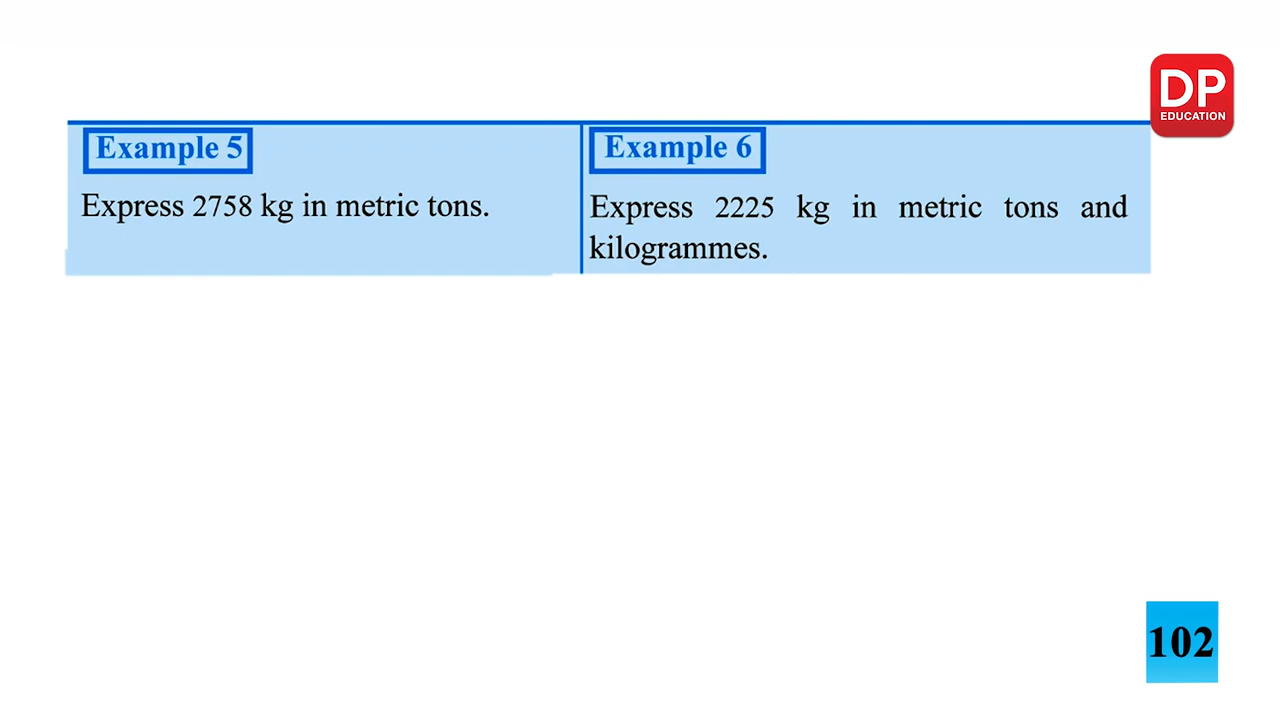 DP
EDUCATION
Example 5
Express 2758 kg in metric tons.
Example 6
Express 2225 kg in metric tons and
kilogrammes.
102